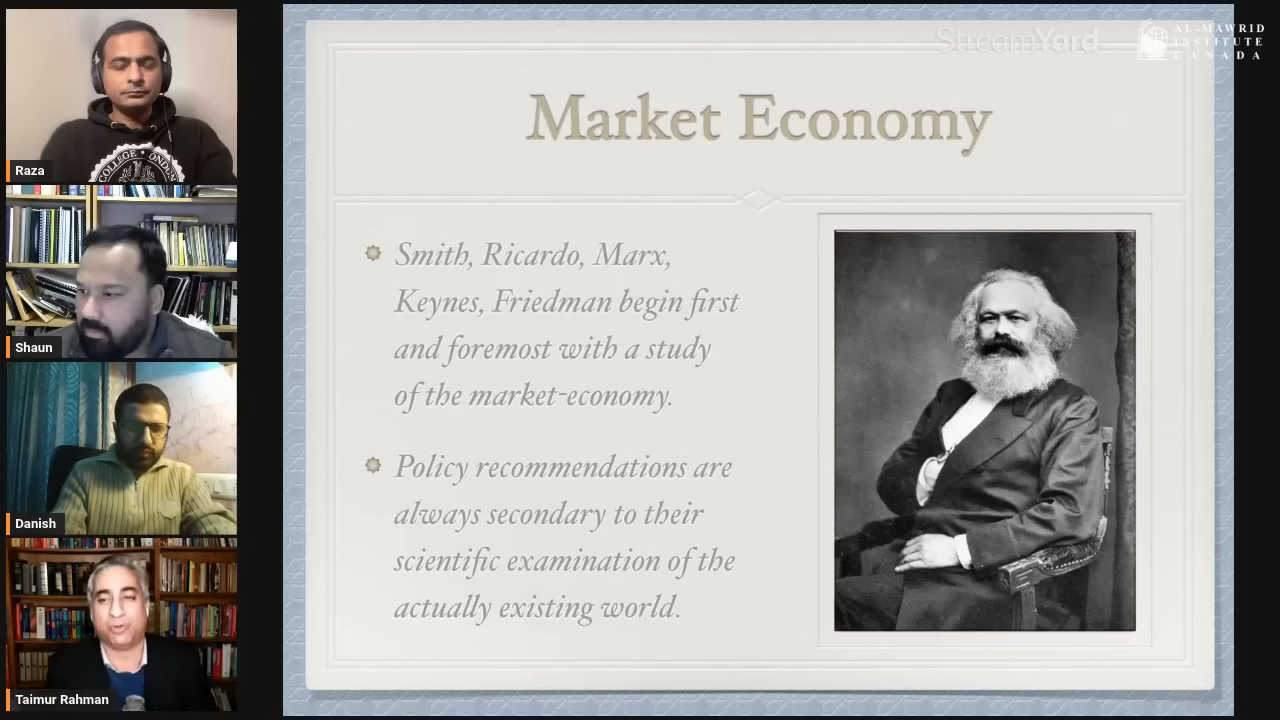 StreamYard
AL-MAWRID
INSTITUTE
CANADA
Market Economy
Smith, Ricardo, Marx,
Keynes, Friedman begin first
and foremost with a study
of the market-economy.
Policy recommendations are
always secondary to their
scientific examination of the
actually existing world.
COLLEGE • LONDON
Raza
Shaun
Danish
Taimur Rahman